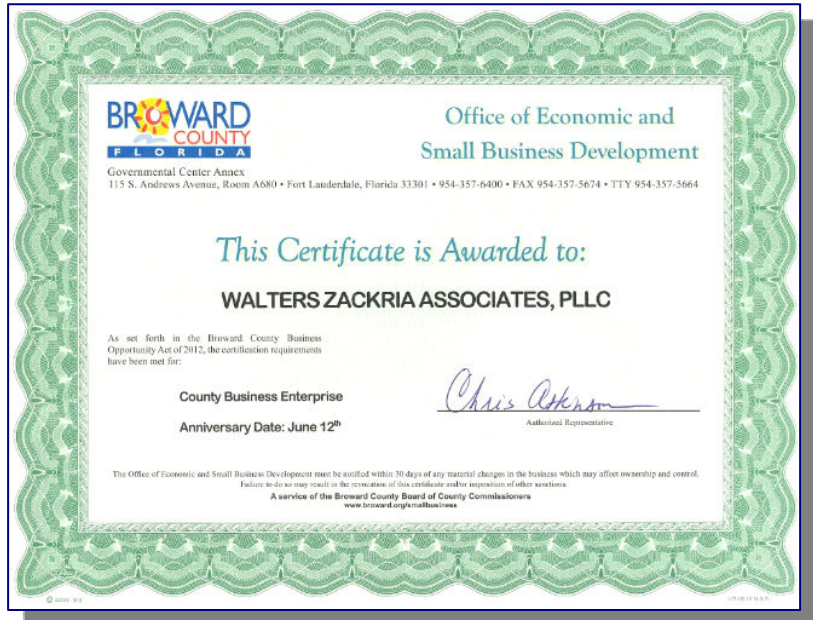 BROWARD
COUNTY
FLORIDA
Office of Economic and
Small Business Development
Governmental Center Annex
115 S. Andrews Avenue, Room A680 • Fort Lauderdale, Florida 33301 • 954-357-6400 • FAX 954-357-5674 • TTY 954-357-5664
This Certificate is Awarded to:
WALTERS ZACKRIA ASSOCIATES, PLLC
As set forth in the Broward County Business
Opportunity Act of 2012, the certification requirements
have been met for:
County Business Enterprise
Anniversary Date: June 12th
Chris Atkinson
Authorized Representative
The Office of Economic and Small Business Development must be notified within 30 days of any material changes in the business which may affect ownership and control.
Failure to do so may result in the revocation of this certificate and/or imposition of other sanctions
A service of the Broward County Board of County Commissioners
www.broward.org/smallbusiness